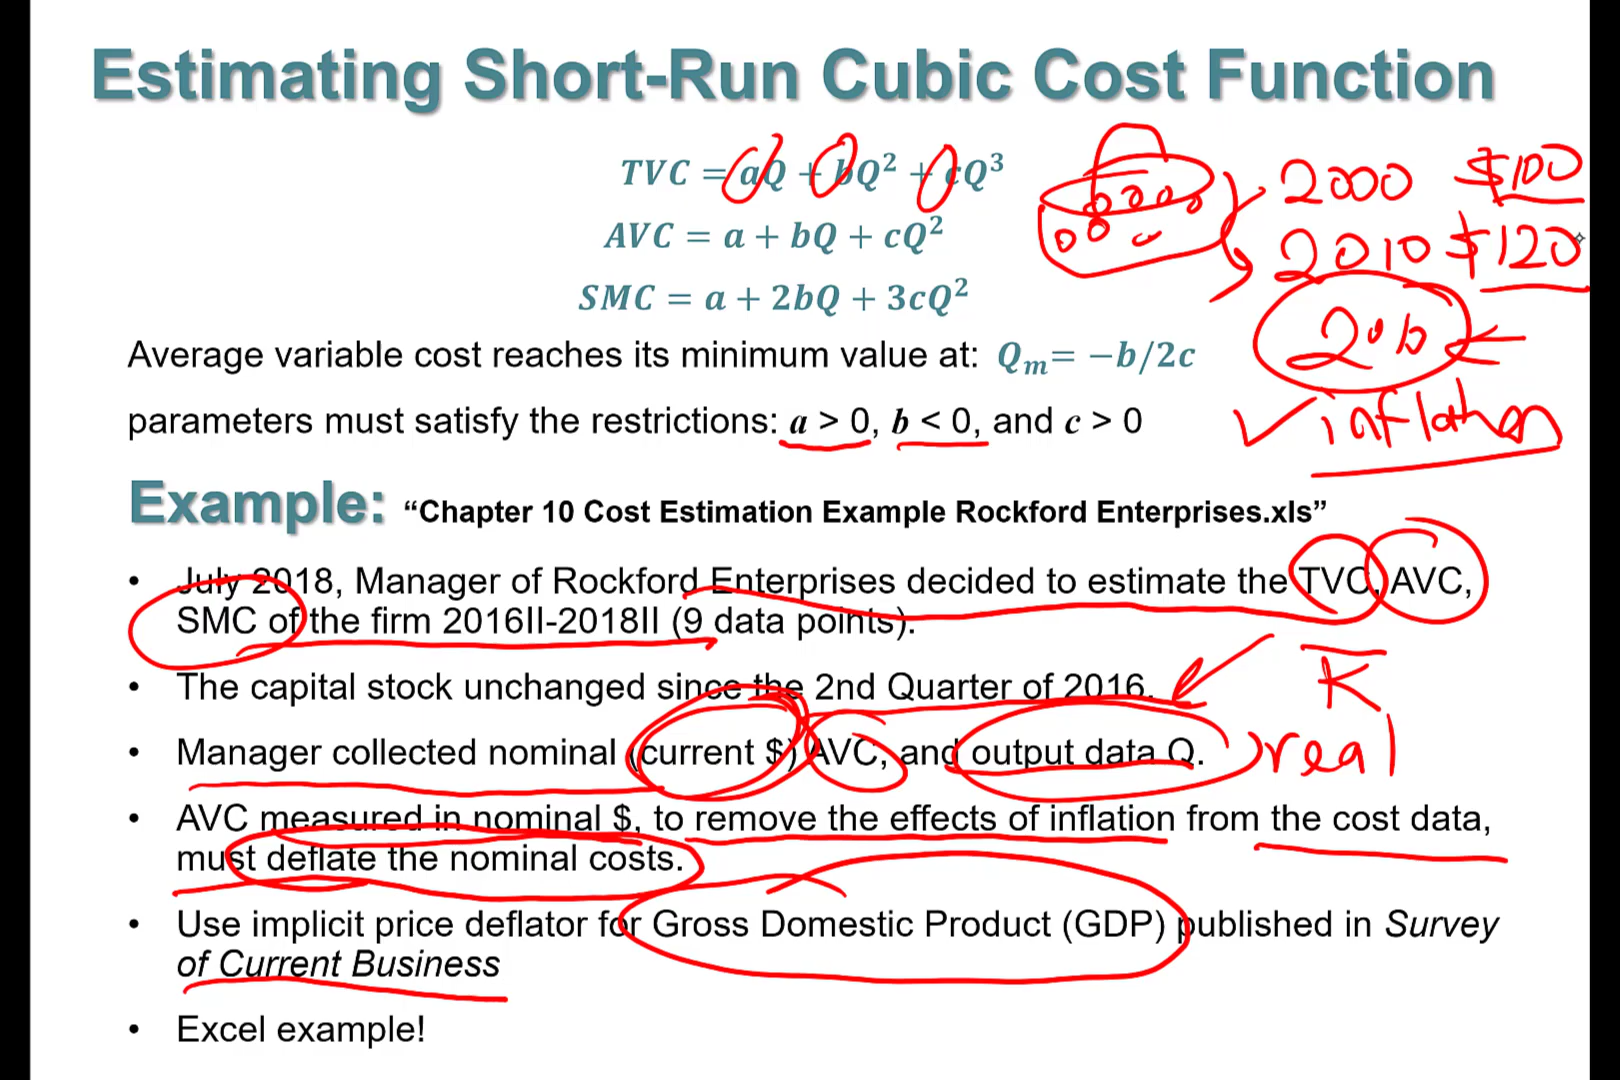 Estimating Short-Run Cubic Cost Function
TVC = aQ + bQ² + cQ³
AVC = a + bQ + cQ²
SMC = a + 2bQ + 3cQ²
2000 $100
2010 $120
20%
inflation
Average variable cost reaches its minimum value at: Qₘ= −b/2c
parameters must satisfy the restrictions: a > 0, b < 0, and c > 0
Example: “Chapter 10 Cost Estimation Example Rockford Enterprises.xls”
• July 2018, Manager of Rockford Enterprises decided to estimate the TVC, AVC,
SMC of the firm 2016II-2018II (9 data points).
• The capital stock unchanged since the 2nd Quarter of 2016.
K̅
• Manager collected nominal (current $) AVC, and output data Q.
real
• AVC measured in nominal $, to remove the effects of inflation from the cost data,
must deflate the nominal costs.
• Use implicit price deflator for Gross Domestic Product (GDP) published in Survey
of Current Business
• Excel example!